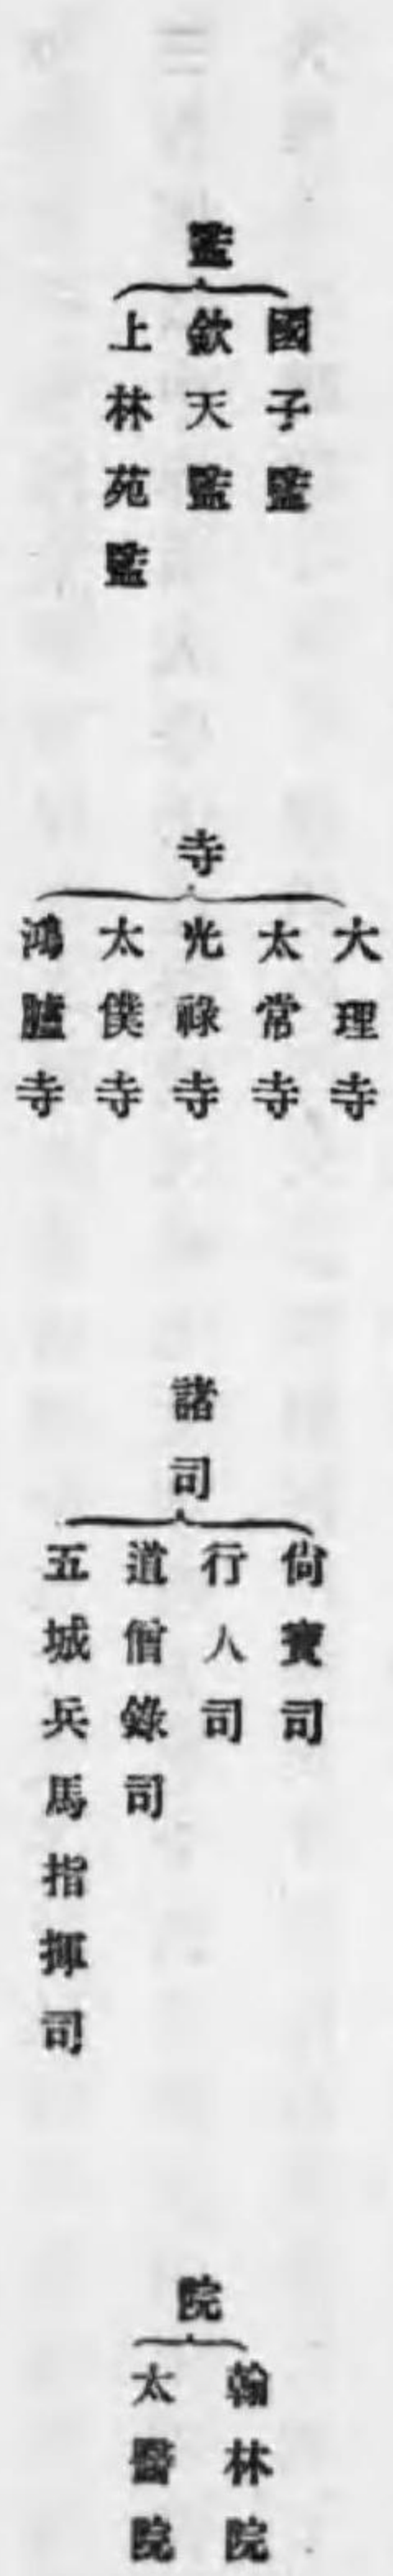 監
國子監
欽天監
上林苑監
寺
大理寺
太常寺
光祿寺
太僕寺
鴻臚寺
諸司
尙寶司
行人司
道僧錄司
五城兵馬指揮司
院
翰林院
太醫院